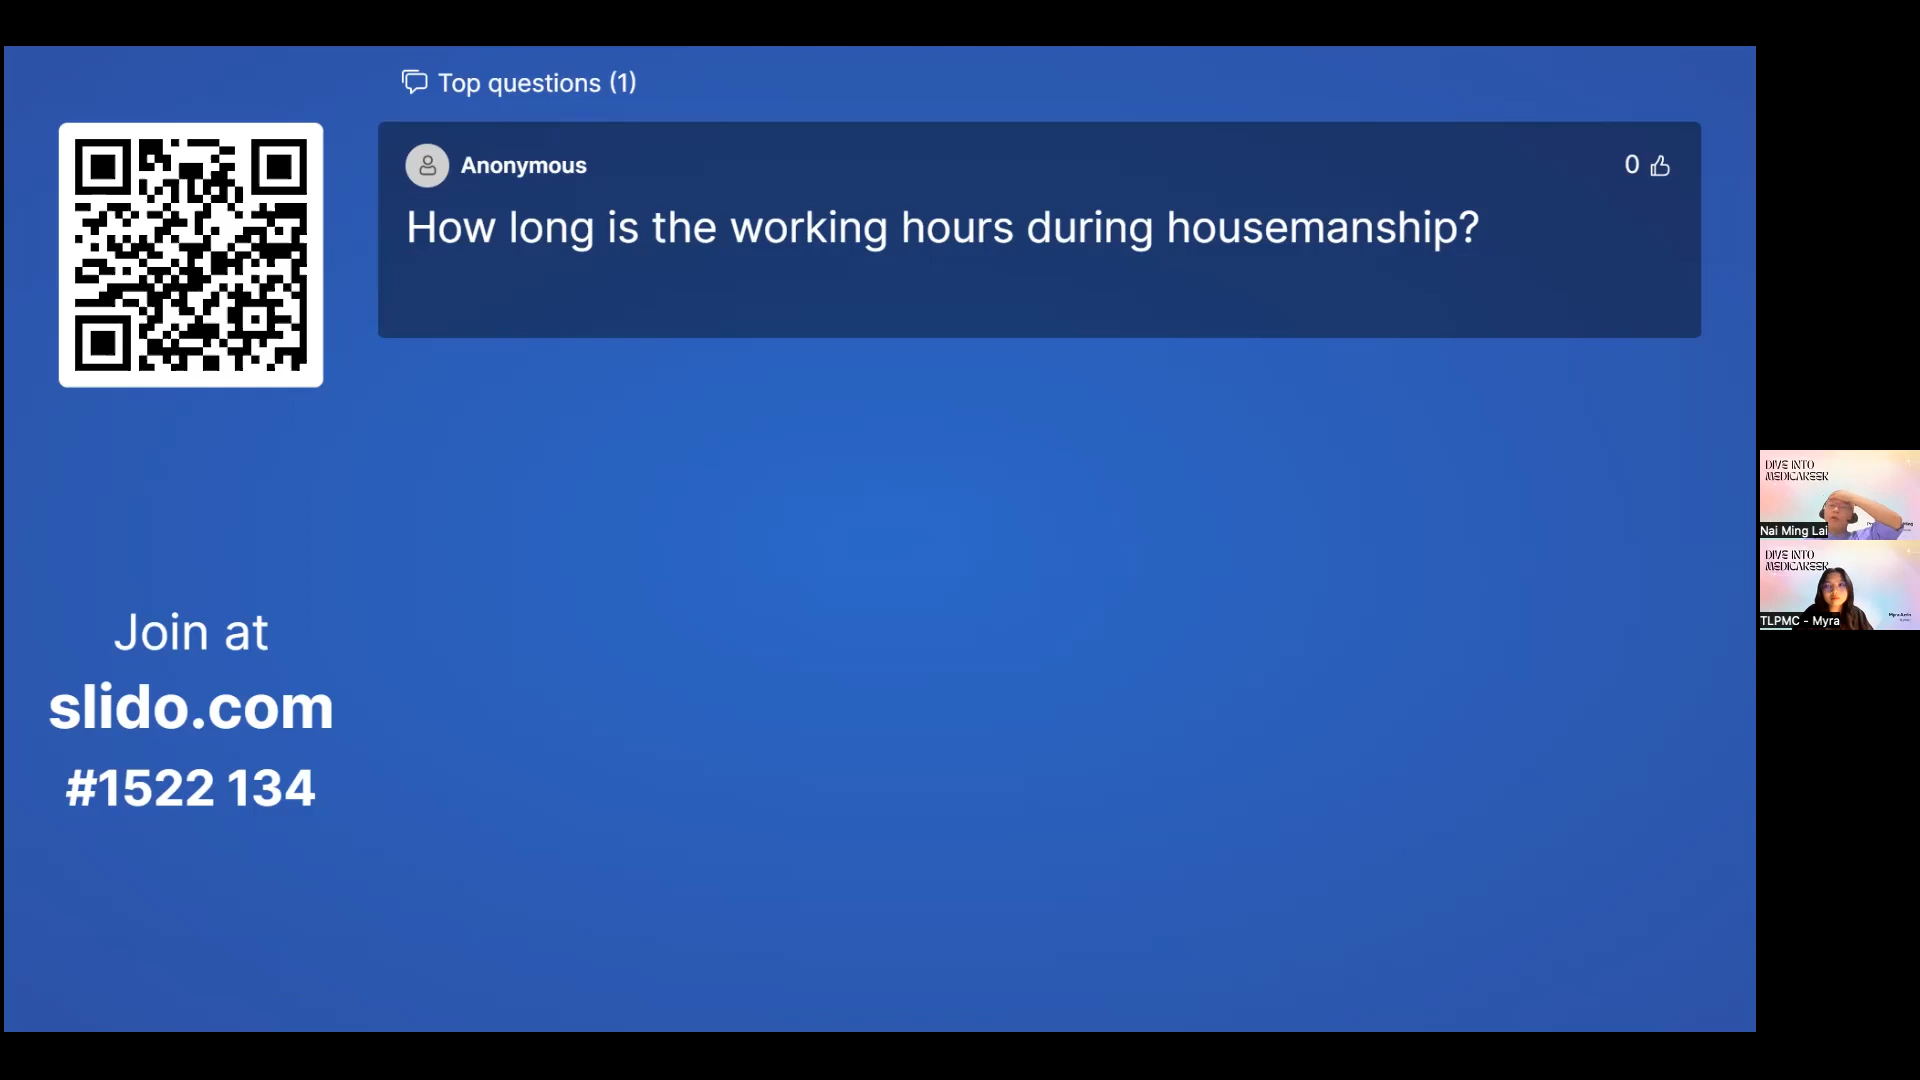 Top questions (1)
Anonymous
0
How long is the working hours during housemanship?
Join at
slido.com
#1522 134
DIVE INTO
MEDICAREER
Nai Ming Lai
DIVE INTO
MEDICAREER
TLPMC - Myra